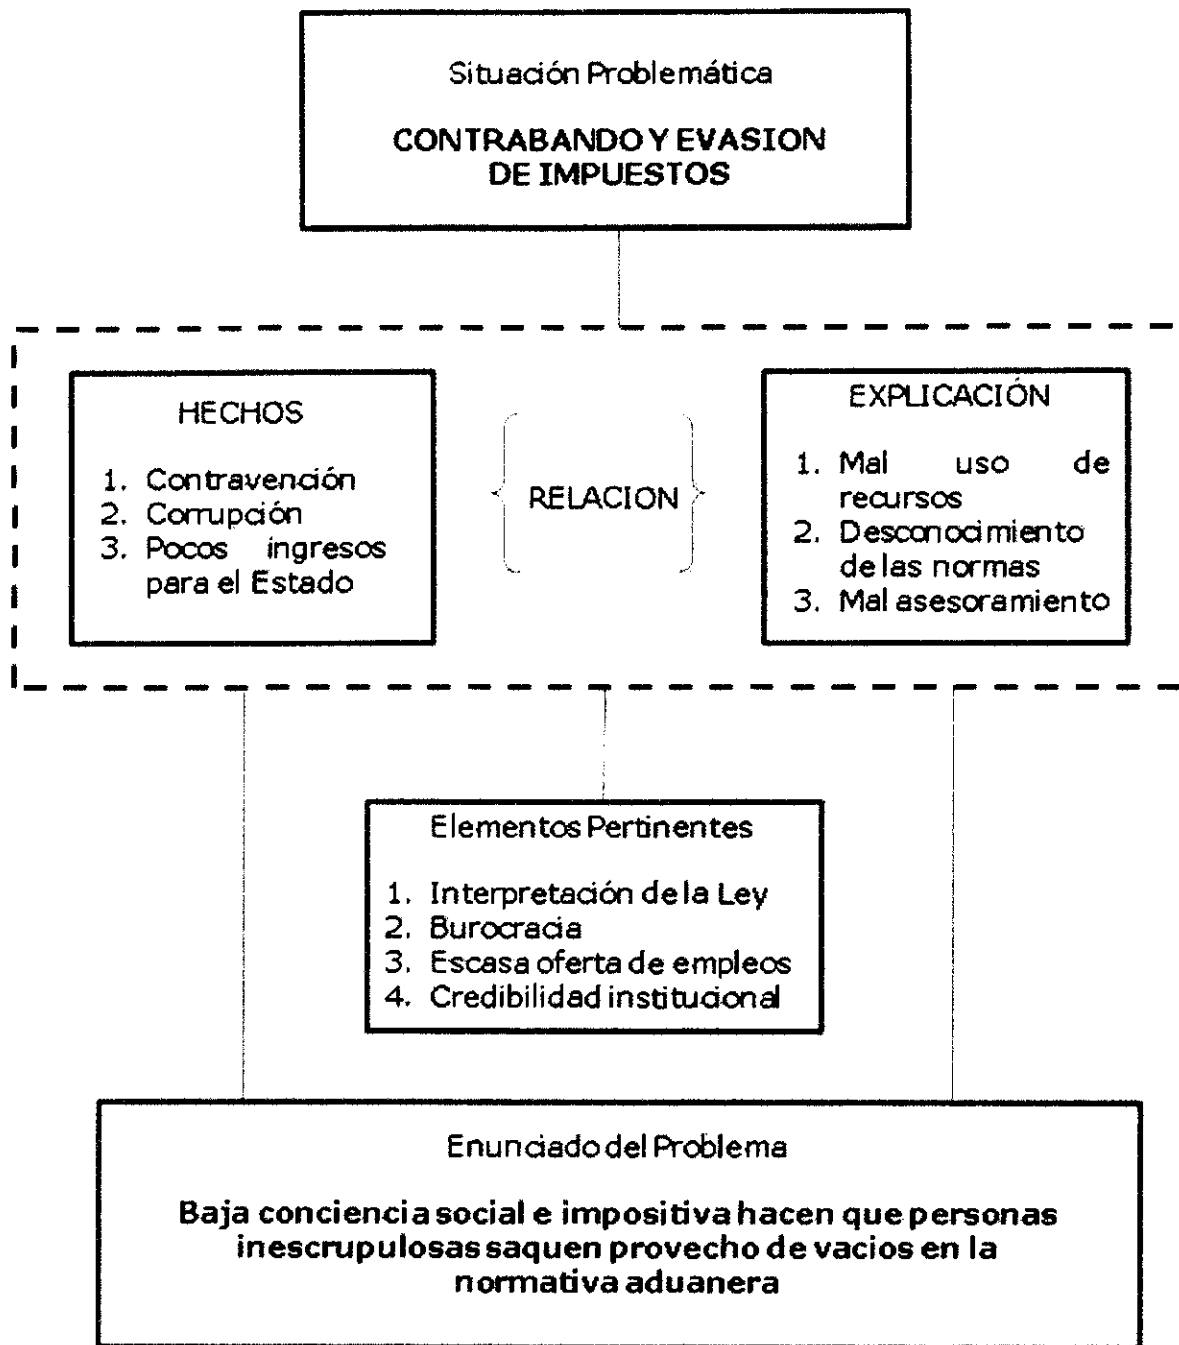 Situación Problemática
CONTRABANDO Y EVASION
DE IMPUESTOS
HECHOS
1. Contravención
2. Corrupción
3. Pocos ingresos
para el Estado
RELACION
EXPLICACIÓN
1. Mal uso de
recursos
2. Desconocimiento
de las normas
3. Mal asesoramiento
Elementos Pertinentes
1. Interpretación de la Ley
2. Burocracia
3. Escasa oferta de empleos
4. Credibilidad institucional
Enunciado del Problema
Baja conciencia social e impositiva hacen que personas
inescrupulosas saquen provecho de vacios en la
normativa aduanera